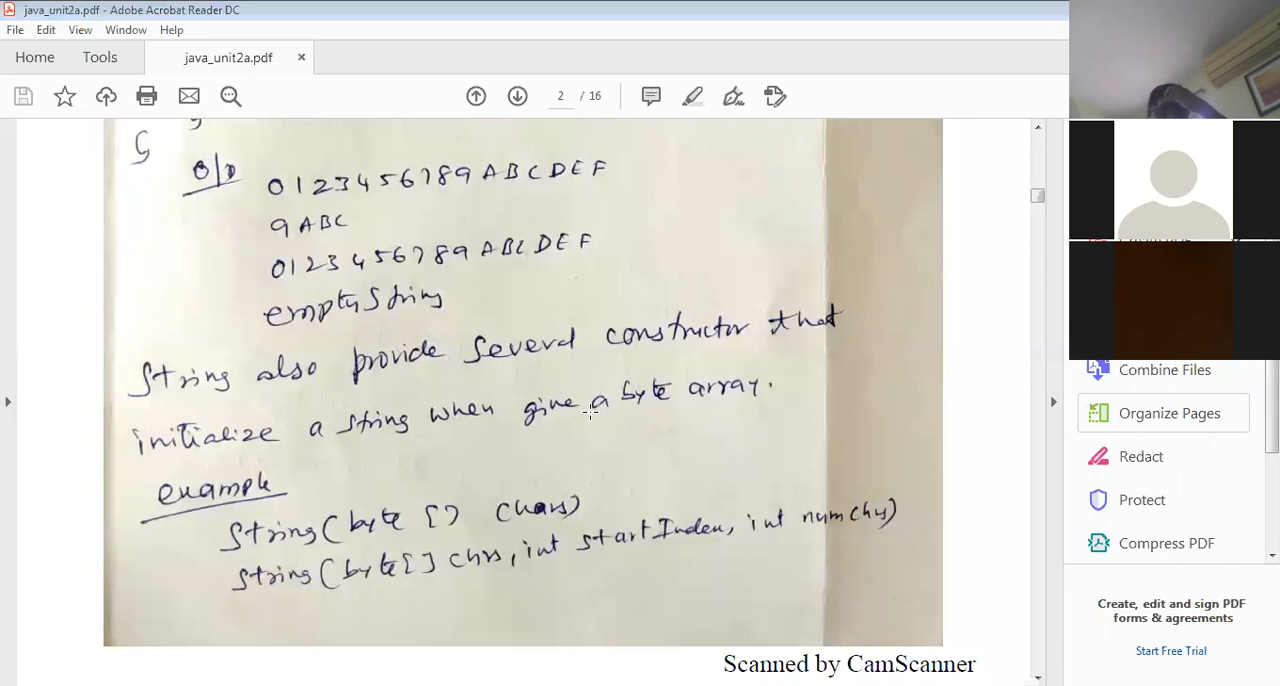 java_unit2a.pdf - Adobe Acrobat Reader DC
File Edit View Window Help
Home Tools java_unit2a.pdf ×
2 / 16
O/P
0123456789ABCDEF
9ABC
0123456789ABCDEF
empty String
String also provide several constructor that
initialize a string when give a byte array.
example
String (byte [] chars)
String (byte[] chrs, int startIndex, int numchrs)
Scanned by CamScanner
Combine Files
Organize Pages
Redact
Protect
Compress PDF
Create, edit and sign PDF
forms & agreements
Start Free Trial